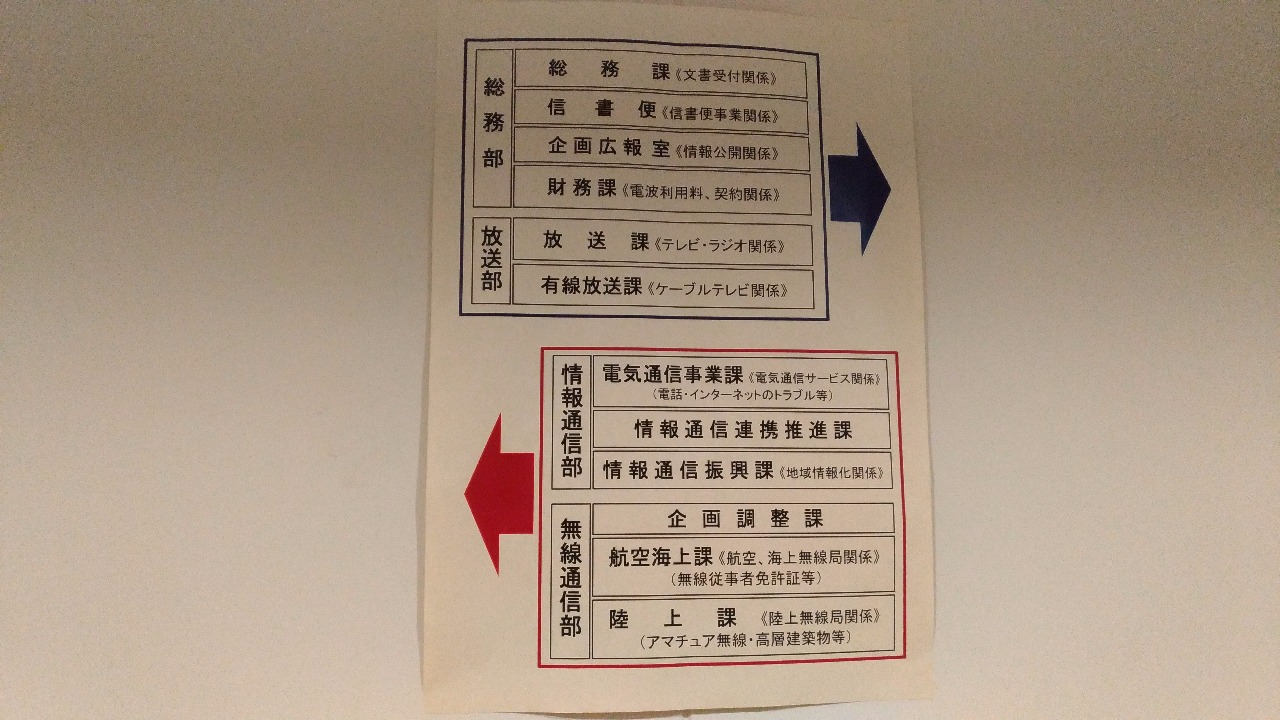 総務部
総務課《文書受付関係》
信書便《信書便事業関係》
企画広報室《情報公開関係》
財務課《電波利用料、契約関係》
放送部
放送課《テレビ・ラジオ関係》
有線放送課《ケーブルテレビ関係》
情報通信部
電気通信事業課《電気通信サービス関係》
（電話・インターネットのトラブル等）
情報通信連携推進課
情報通信振興課《地域情報化関係》
無線通信部
企画調整課
航空海上課《航空、海上無線局関係》
（無線従事者免許証等）
陸上課《陸上無線局関係》
（アマチュア無線・高層建築物等）